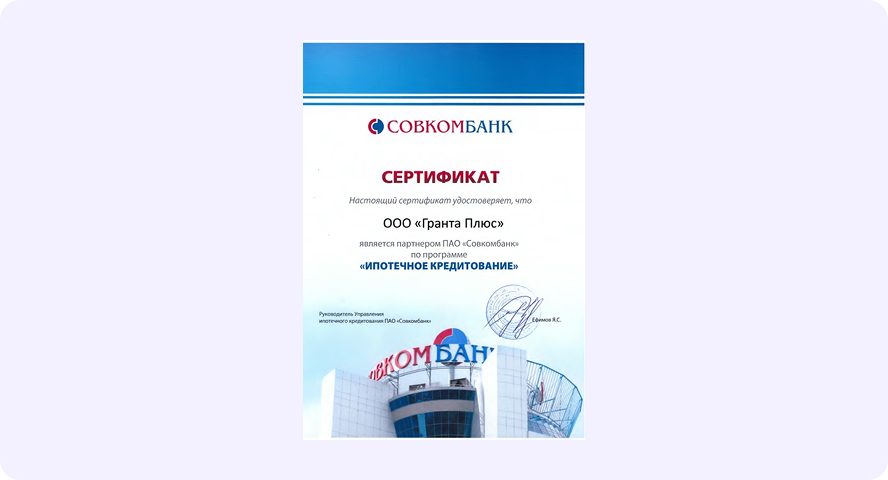 СОВКОМБАНК
СЕРТИФИКАТ
Настоящий сертификат удостоверяет, что
ООО «Гранта Плюс»
является партнером ПАО «Совкомбанк»
по программе
«ИПОТЕЧНОЕ КРЕДИТОВАНИЕ»
Руководитель Управления
ипотечного кредитования ПАО «Совкомбанк»
Ефимов Я.С.
ОВКОМБАНК